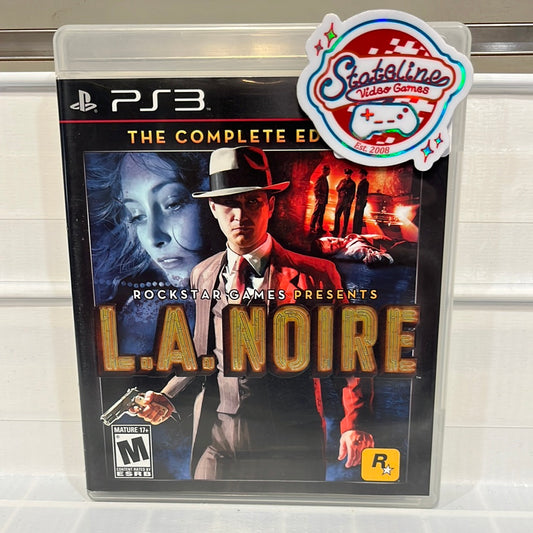 Stateline
Video Games
Est. 2008
PS3
THE COMPLETE ED
ROCKSTAR GAMES PRESENTS
L.A. NOIRE
MATURE 17+
M
CONTENT RATED BY
ESRB
R